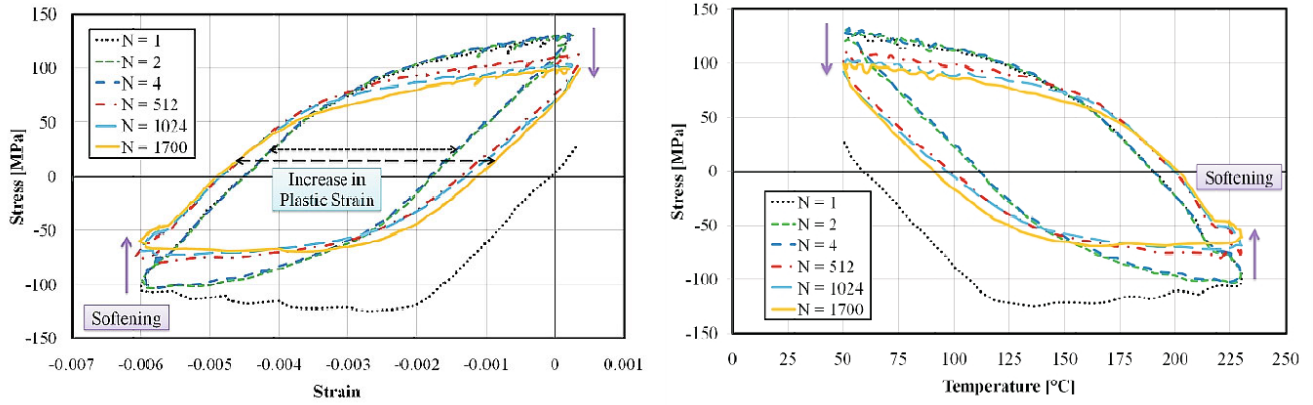 150
100
50
0
-50
-100
-150
Stress [MPa]
N = 1
N = 2
N = 4
N = 512
N = 1024
N = 1700
Increase in
Plastic Strain
Softening
-0.007
-0.006
-0.005
-0.004
-0.003
-0.002
-0.001
0
0.001
Strain
150
100
50
0
-50
-100
-150
Stress [MPa]
Softening
N = 1
N = 2
N = 4
N = 512
N = 1024
N = 1700
0
25
50
75
100
125
150
175
200
225
250
Temperature [°C]